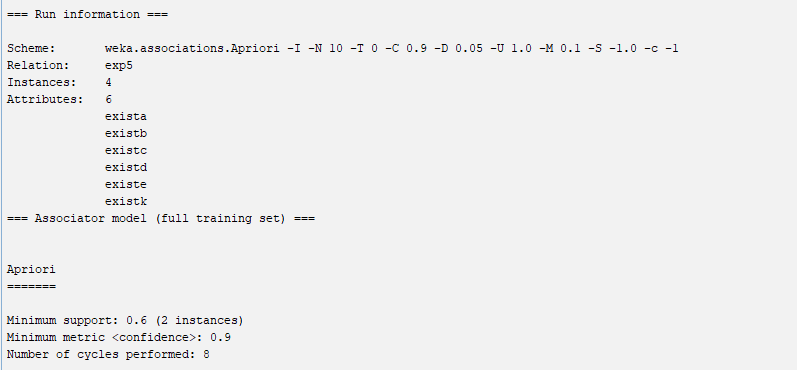 === Run information ===
Scheme: weka.associations.Apriori -I -N 10 -T 0 -C 0.9 -D 0.05 -U 1.0 -M 0.1 -S -1.0 -c -1
Relation: exp5
Instances: 4
Attributes: 6
exista
existb
existc
existd
existe
existk
=== Associator model (full training set) ===
Apriori
=======
Minimum support: 0.6 (2 instances)
Minimum metric <confidence>: 0.9
Number of cycles performed: 8